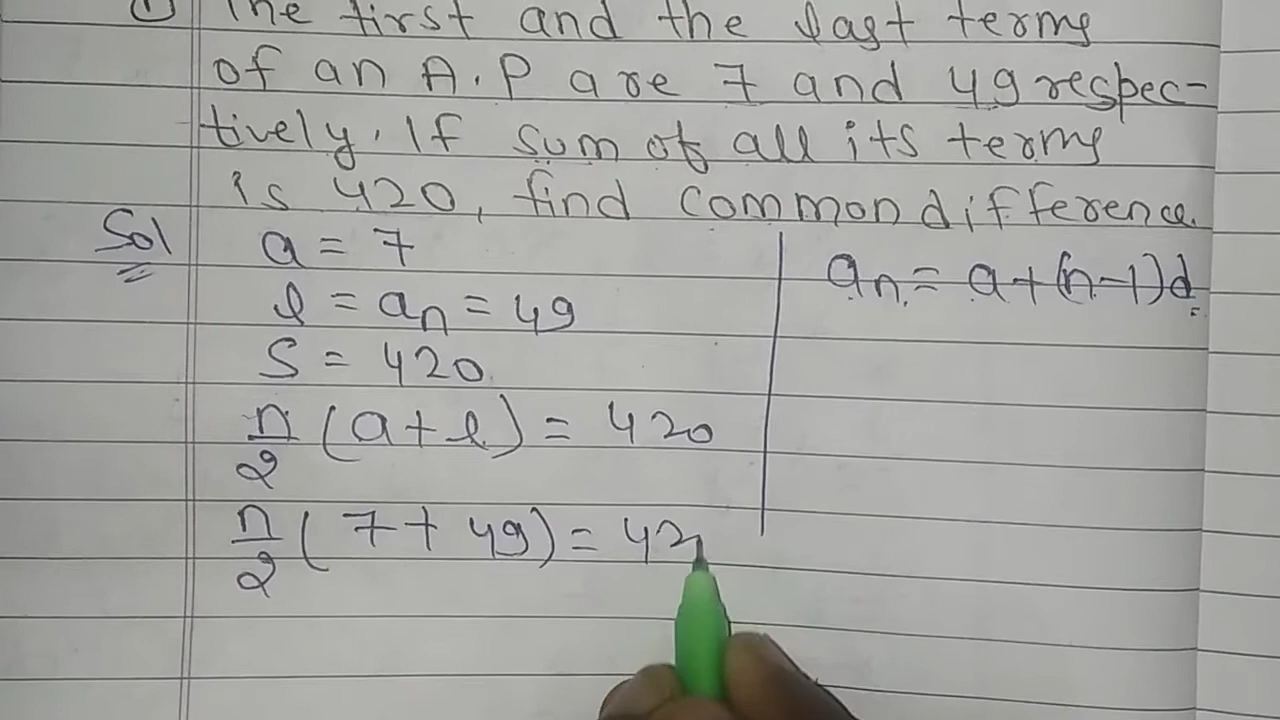 ① The first and the last terms
of an A.P are 7 and 49 respec-
tively. If sum of all its terms
is 420, find common difference.
Sol
a = 7
l = an = 49
S = 420
n/2 (a+l) = 420
n/2 (7+49) = 42
an = a+(n-1)d